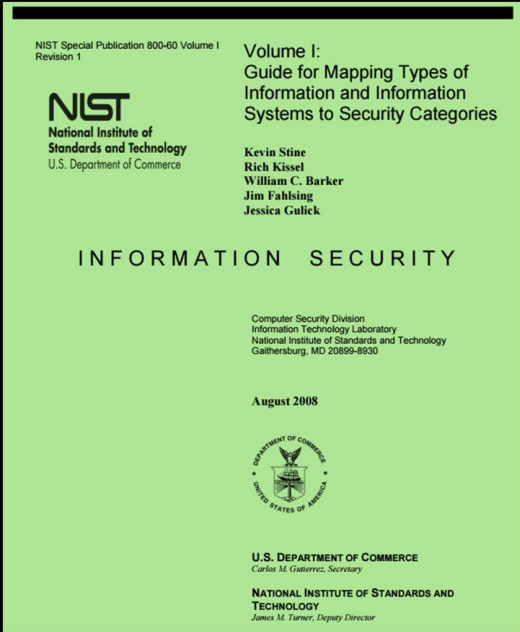 NIST Special Publication 800-60 Volume I
Revision 1
NIST
National Institute of
Standards and Technology
U.S. Department of Commerce
Volume I:
Guide for Mapping Types of
Information and Information
Systems to Security Categories
Kevin Stine
Rich Kissel
William C. Barker
Jim Fahlsing
Jessica Gulick
INFORMATION SECURITY
Computer Security Division
Information Technology Laboratory
National Institute of Standards and Technology
Gaithersburg, MD 20899-8930
August 2008
DEPARTMENT OF COMMERCE
UNITED STATES OF AMERICA
U.S. DEPARTMENT OF COMMERCE
Carlos M. Gutierrez, Secretary
NATIONAL INSTITUTE OF STANDARDS AND
TECHNOLOGY
James M. Turner, Deputy Director